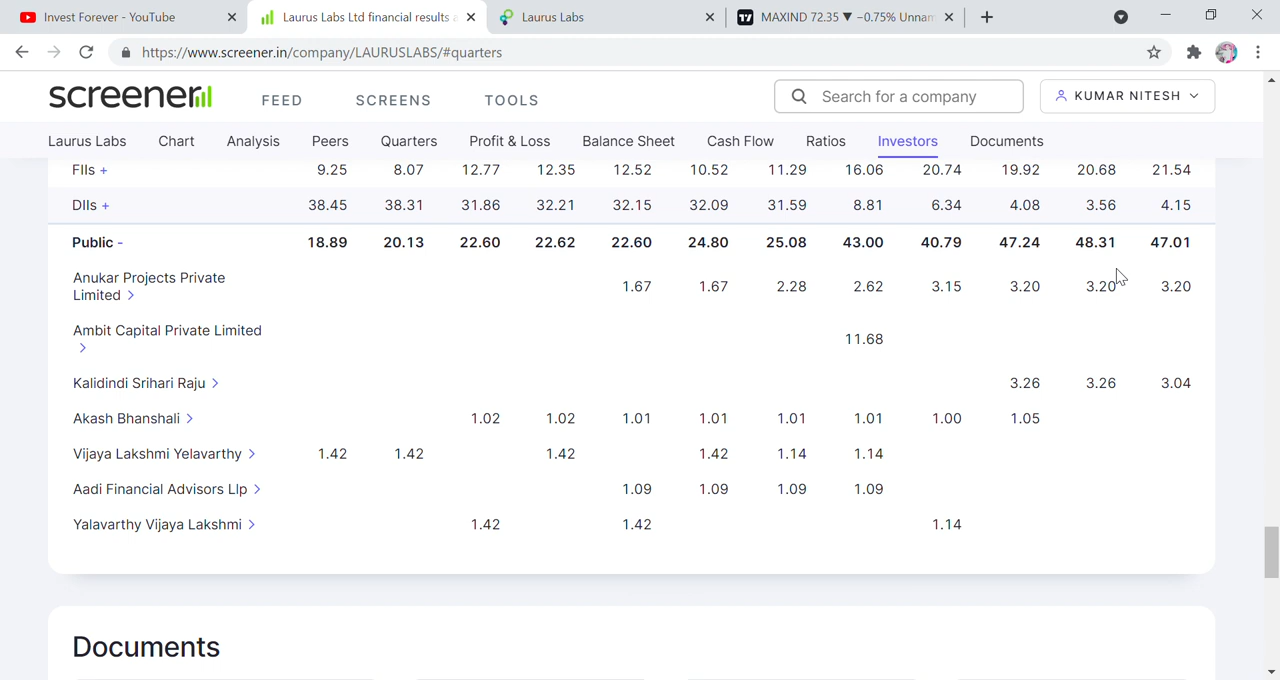 Invest Forever - YouTube
Laurus Labs Ltd financial results a
Laurus Labs
MAXIND 72.35 ▼ −0.75% Unnam
https://www.screener.in/company/LAURUSLABS/#quarters
screener
FEED
SCREENS
TOOLS
Search for a company
KUMAR NITESH
Laurus Labs Chart Analysis Peers Quarters Profit & Loss Balance Sheet Cash Flow Ratios Investors Documents
FIIs + 9.25 8.07 12.77 12.35 12.52 10.52 11.29 16.06 20.74 19.92 20.68 21.54
DIIs + 38.45 38.31 31.86 32.21 32.15 32.09 31.59 8.81 6.34 4.08 3.56 4.15
Public - 18.89 20.13 22.60 22.62 22.60 24.80 25.08 43.00 40.79 47.24 48.31 47.01
Anukar Projects Private
Limited > 1.67 1.67 2.28 2.62 3.15 3.20 3.20 3.20
Ambit Capital Private Limited
> 11.68
Kalidindi Srihari Raju > 3.26 3.26 3.04
Akash Bhanshali > 1.02 1.02 1.01 1.01 1.01 1.01 1.00 1.05
Vijaya Lakshmi Yelavarthy > 1.42 1.42 1.42 1.42 1.14 1.14
Aadi Financial Advisors Llp > 1.09 1.09 1.09 1.09
Yalavarthy Vijaya Lakshmi > 1.42 1.42 1.14
Documents